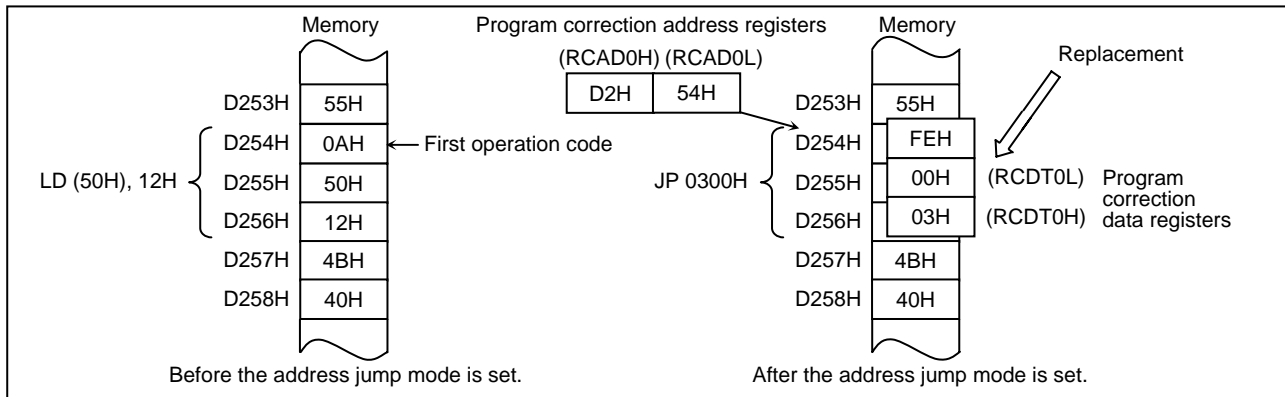 Memory
D253H 55H
D254H 0AH First operation code
LD (50H), 12H
D255H 50H
D256H 12H
D257H 4BH
D258H 40H
Before the address jump mode is set.
Program correction address registers
(RCAD0H) (RCAD0L)
D2H 54H
Memory
Replacement
D253H 55H
D254H FEH
JP 0300H
D255H 00H (RCDT0L)
D256H 03H (RCDT0H)
Program
correction
data registers
D257H 4BH
D258H 40H
After the address jump mode is set.